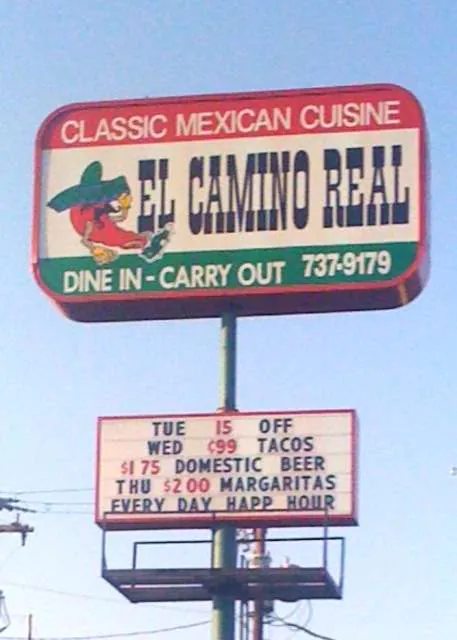 CLASSIC MEXICAN CUISINE
EL CAMINO REAL
DINE IN - CARRY OUT 737-9179
TUE 15 OFF
WED ¢99 TACOS
$1 75 DOMESTIC BEER
THU $2 00 MARGARITAS
EVERY DAY HAPP HOUR